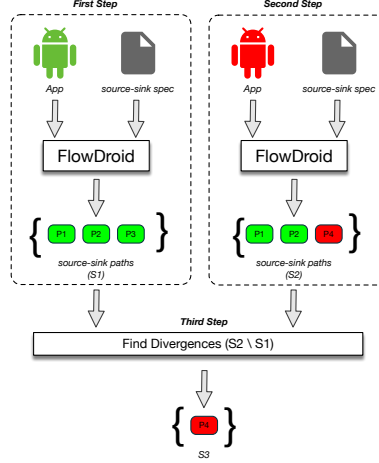 First Step
Second Step
App
source-sink spec
App
source-sink spec
FlowDroid
FlowDroid
{ P1 P2 P3 }
{ P1 P2 P4 }
source-sink paths
(S1)
source-sink paths
(S2)
Third Step
Find Divergences (S2 \ S1)
{ P4 }
S3